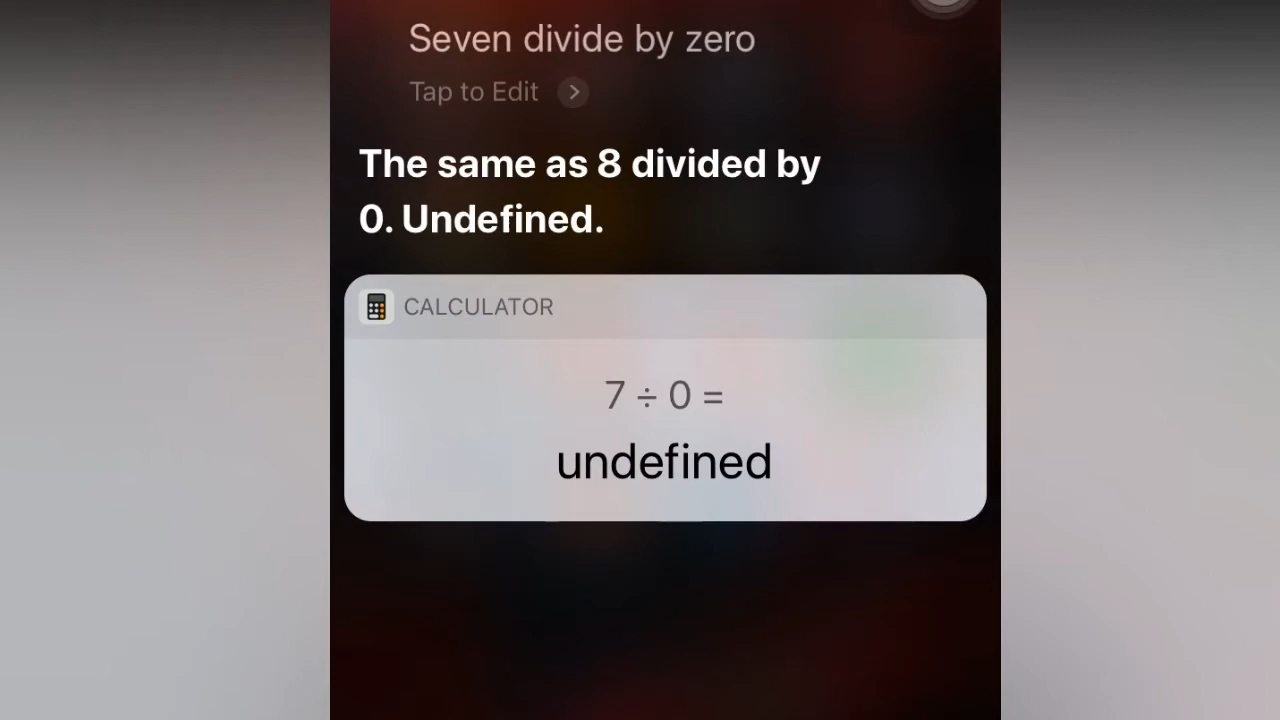 Seven divide by zero
Tap to Edit
The same as 8 divided by
0. Undefined.
CALCULATOR
7 ÷ 0 =
undefined